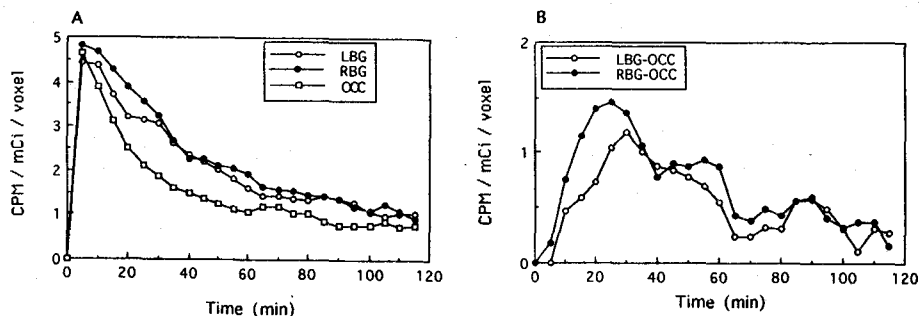 A
CPM / mCi / voxel
5
4
3
2
1
0
LBG
RBG
OCC
0 20 40 60 80 100 120
Time (min)
B
CPM / mCi / voxel
2
1
0
LBG-OCC
RBG-OCC
0 20 40 60 80 100 120
Time (min)